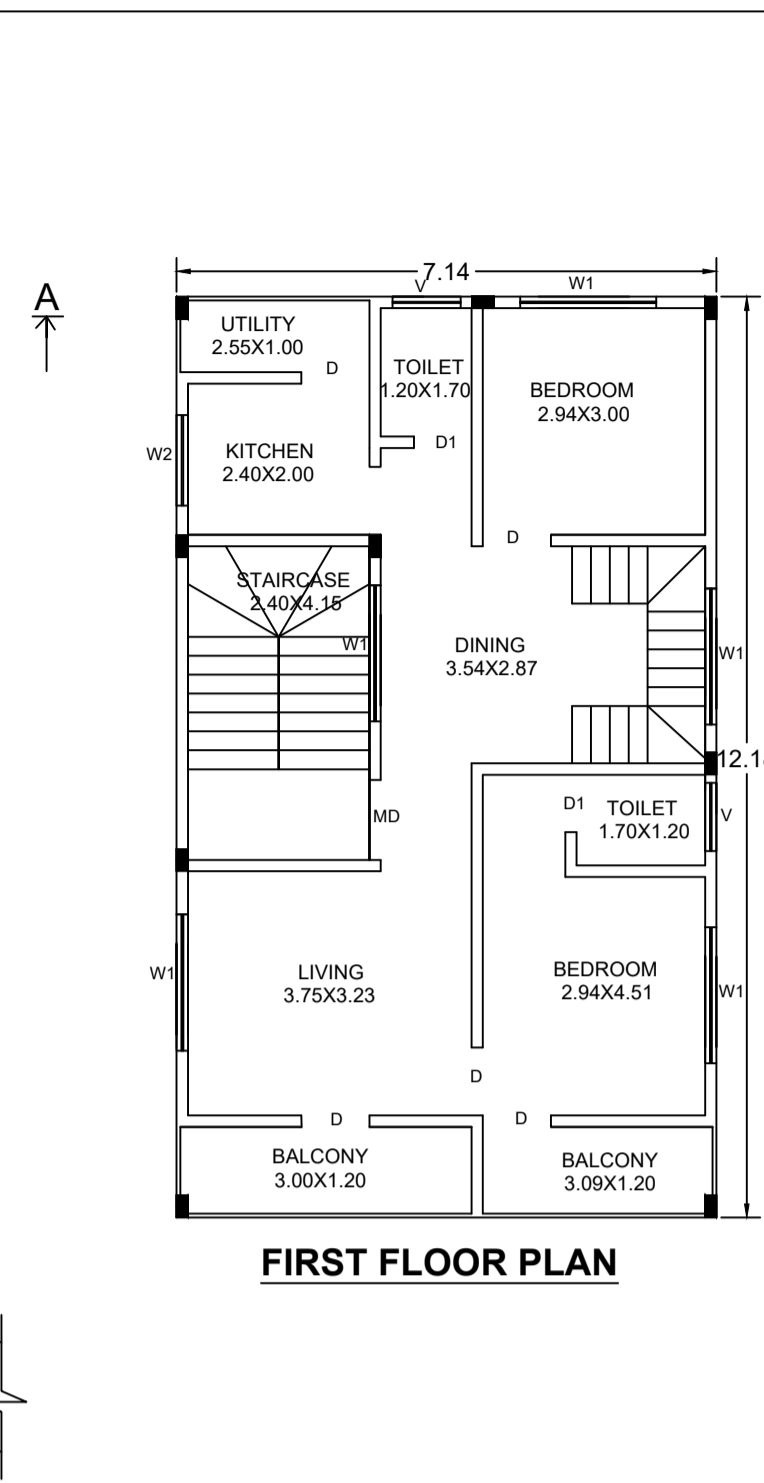 7.14
V
W1
A
UTILITY
2.55X1.00
D
TOILET
1.20X1.70
BEDROOM
2.94X3.00
W2
KITCHEN
2.40X2.00
D1
D
STAIRCASE
2.40X4.15
W1
DINING
3.54X2.87
W1
MD
D1
TOILET
1.70X1.20
V
W1
LIVING
3.75X3.23
BEDROOM
2.94X4.51
W1
D
D
D
BALCONY
3.00X1.20
BALCONY
3.09X1.20
FIRST FLOOR PLAN